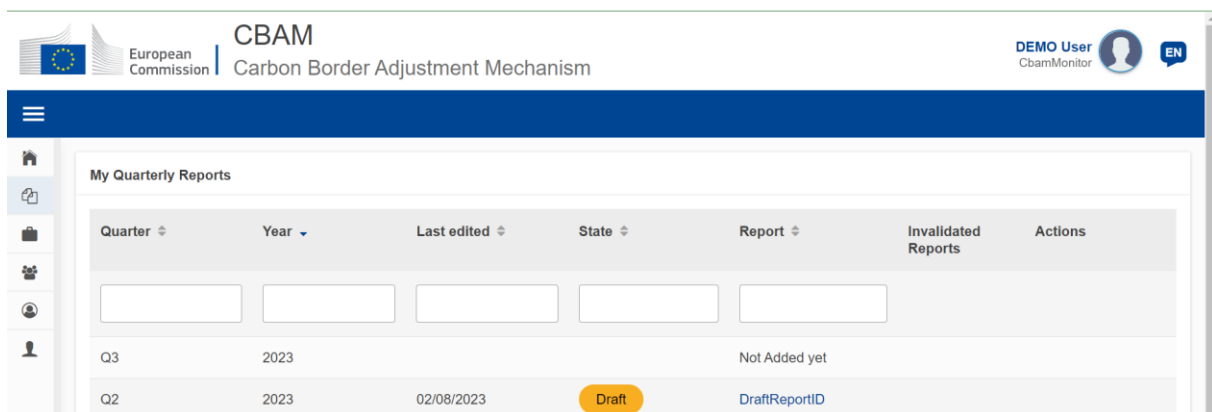 European
Commission
CBAM
Carbon Border Adjustment Mechanism
DEMO User
CbamMonitor
EN
My Quarterly Reports
Quarter Year Last edited State Report Invalidated Reports Actions
Q3 2023 Not Added yet
Q2 2023 02/08/2023 Draft DraftReportID